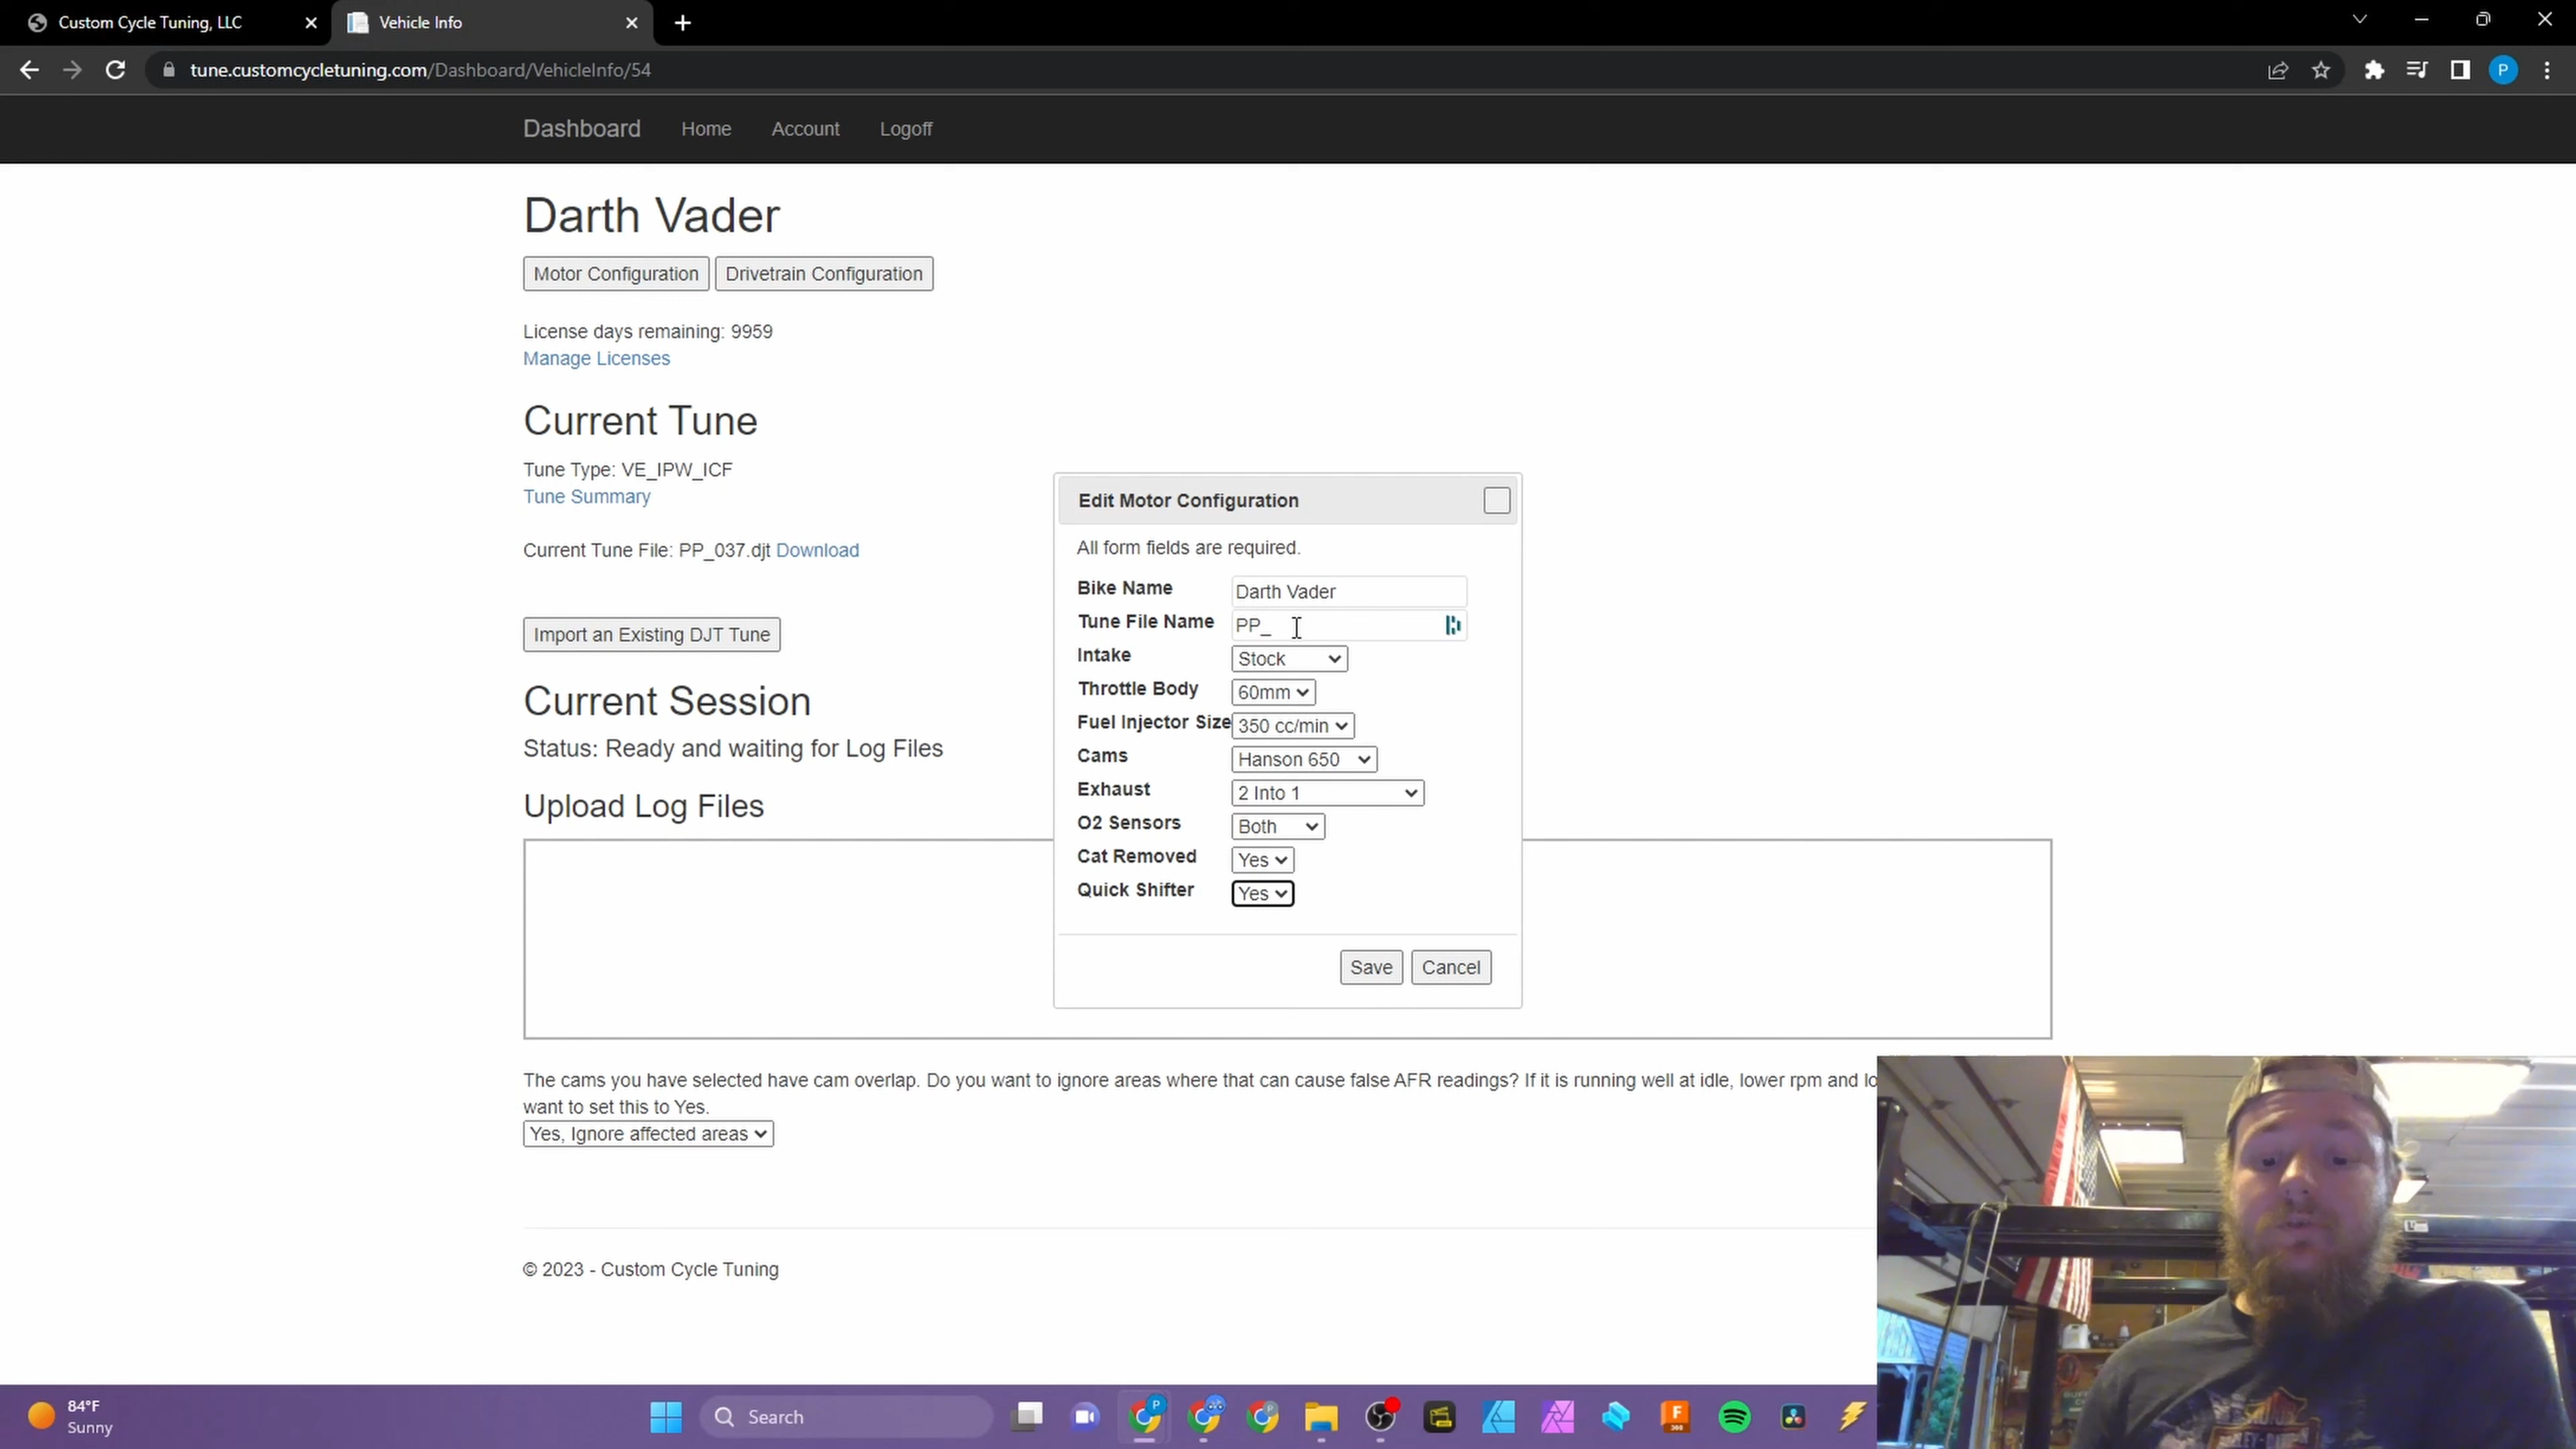 Custom Cycle Tuning, LLC
Vehicle Info
tune.customcycletuning.com/Dashboard/VehicleInfo/54
P
Dashboard
Home
Account
Logoff
Darth Vader
Motor Configuration
Drivetrain Configuration
License days remaining: 9959
Manage Licenses
Current Tune
Tune Type: VE_IPW_ICF
Tune Summary
Current Tune File: PP_037.djt Download
Import an Existing DJT Tune
Current Session
Status: Ready and waiting for Log Files
Upload Log Files
Edit Motor Configuration
All form fields are required.
Bike Name Darth Vader
Tune File Name PP_
Intake Stock
Throttle Body 60mm
Fuel Injector Size 350 cc/min
Cams Hanson 650
Exhaust 2 Into 1
O2 Sensors Both
Cat Removed Yes
Quick Shifter Yes
Save
Cancel
The cams you have selected have cam overlap. Do you want to ignore areas where that can cause false AFR readings? If it is running well at idle, lower rpm and
want to set this to Yes.
Yes, Ignore affected areas
© 2023 - Custom Cycle Tuning
84°F
Sunny
Search